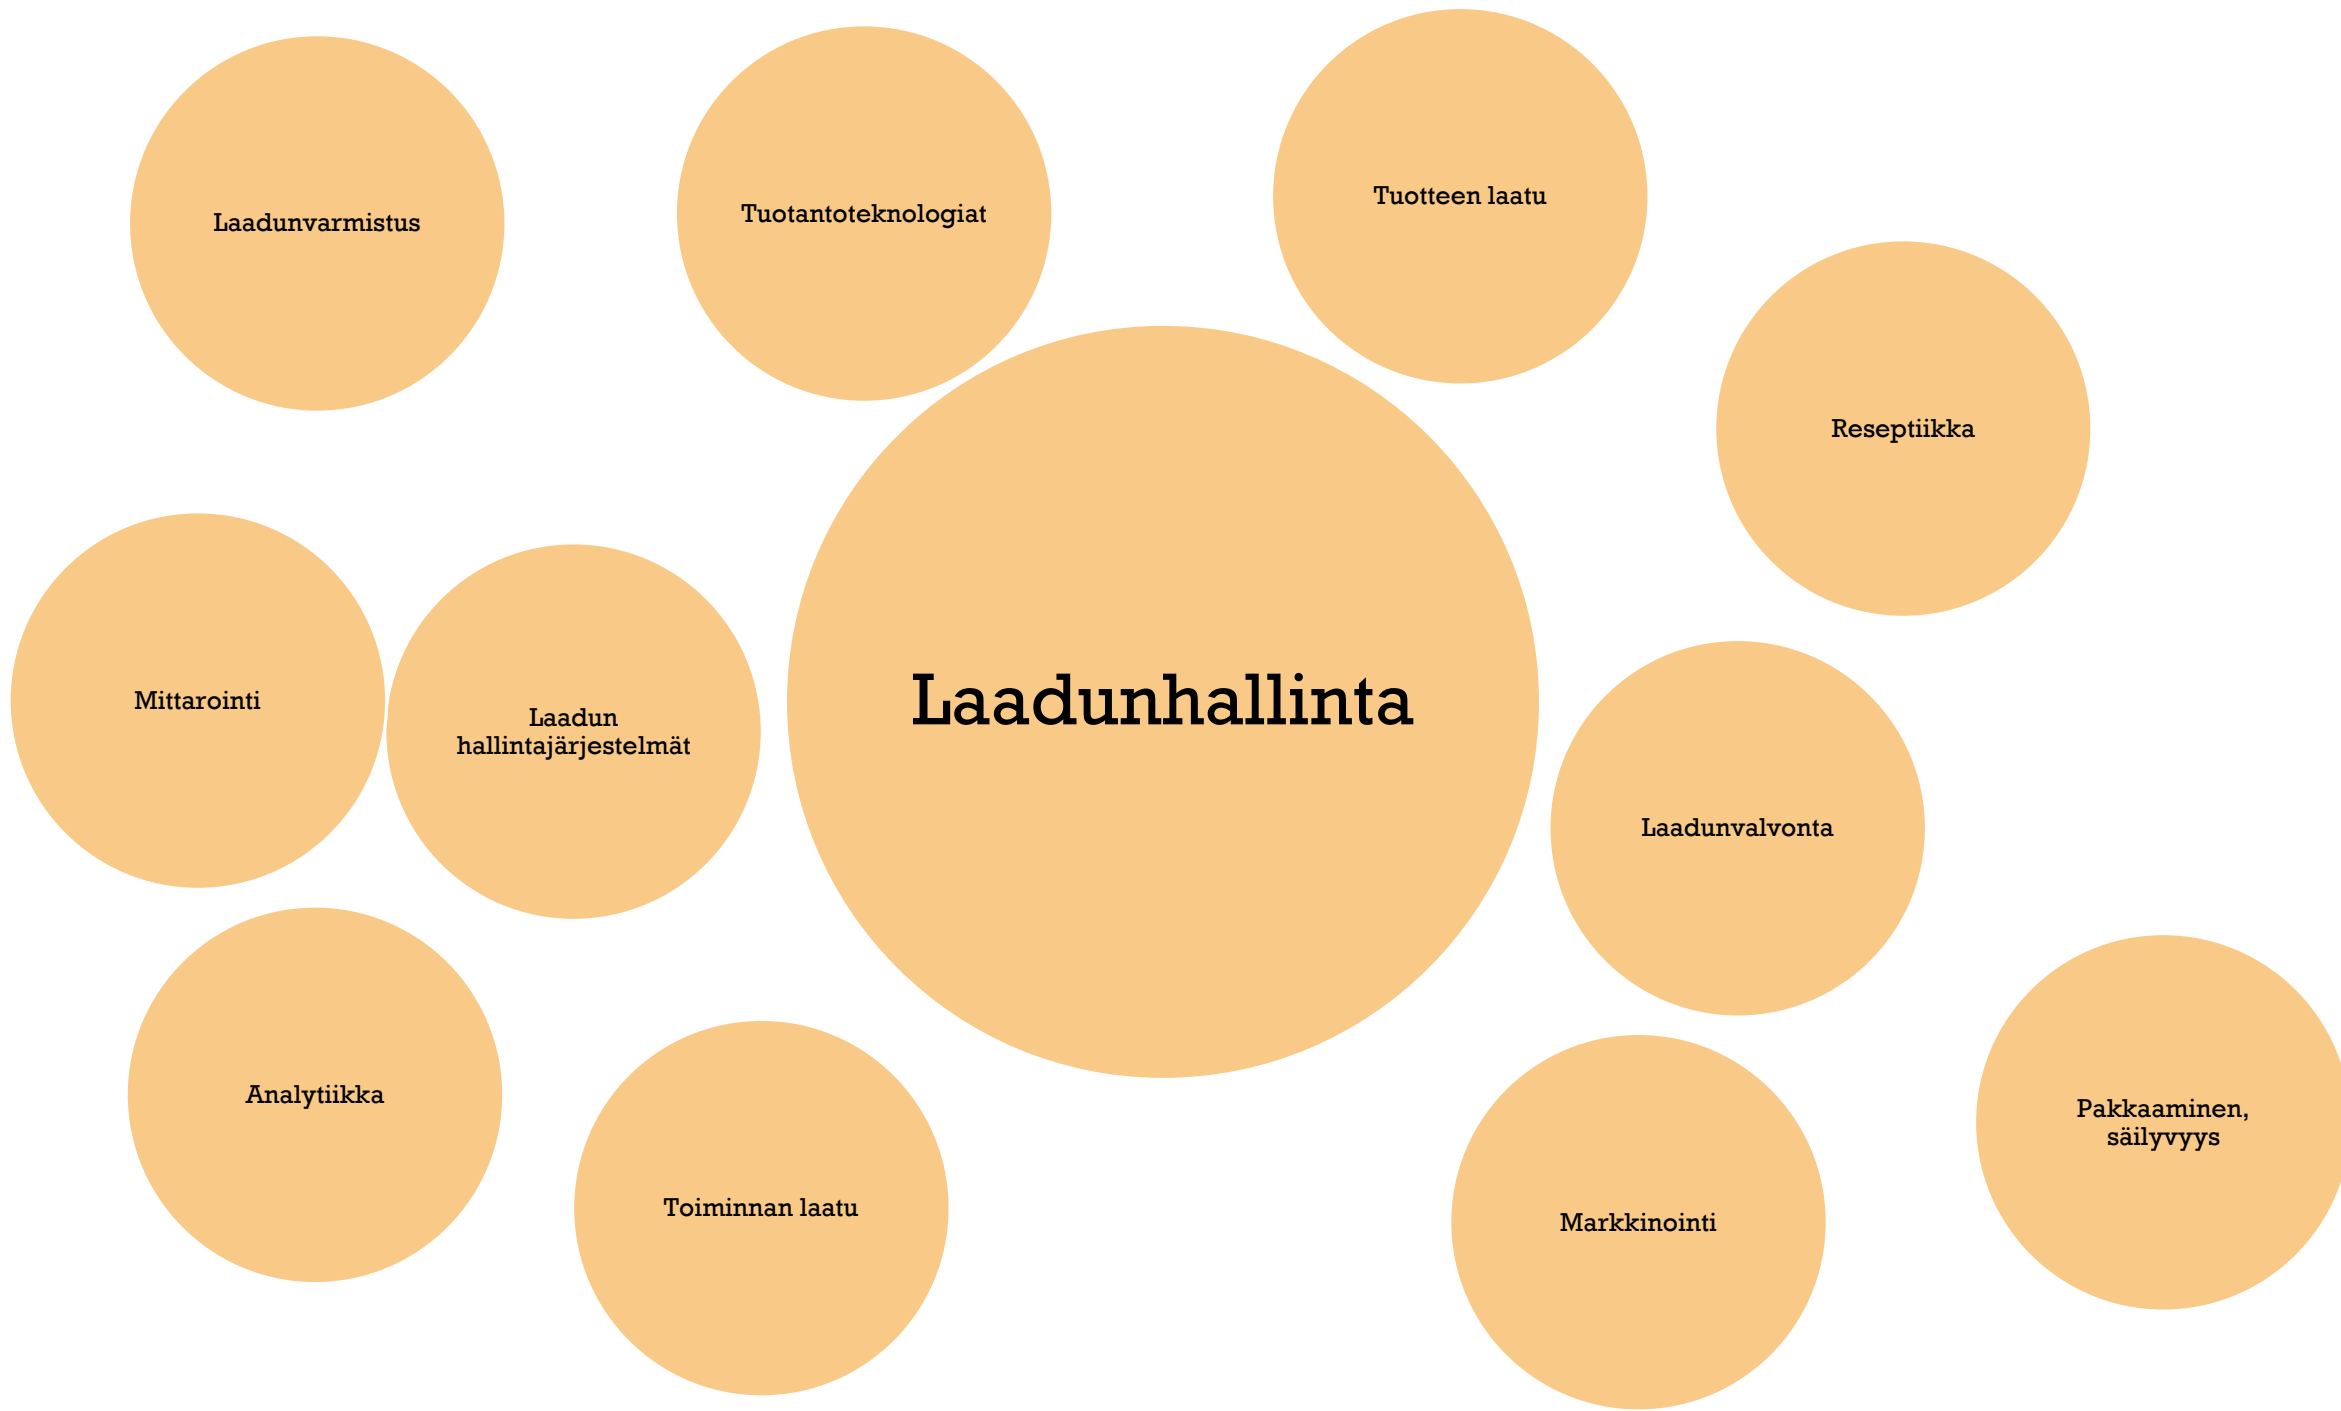 Laadunvarmistus
Tuotantoteknologiat
Tuotteen laatu
Reseptiikka
Mittarointi
Laadun
hallintajärjestelmät
Laadunhallinta
Laadunvalvonta
Analytiikka
Toiminnan laatu
Markkinointi
Pakkaaminen,
säilyvyys